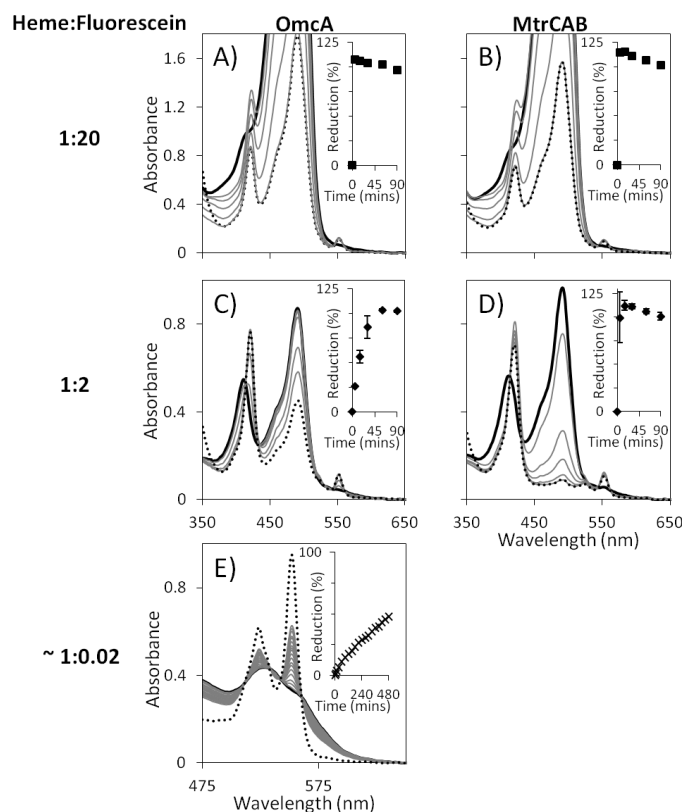 Heme:Fluorescein
OmcA
MtrCAB
1:20
A)
Absorbance
1.6
1.2
0.8
0.4
0
Reduction (%)
125
0
0 45 90
Time (mins)
B)
Reduction (%)
125
0
0 45 90
Time (mins)
1:2
C)
Absorbance
0.8
0.4
0
350 450 550 650
Reduction (%)
125
0
0 45 90
Time (mins)
D)
Reduction (%)
125
0
0 45 90
Time (mins)
350 450 550 650
Wavelength (nm)
~ 1:0.02
E)
Absorbance
0.8
0.4
0
475 575
Wavelength (nm)
Reduction (%)
100
0
0 240 480
Time (mins)